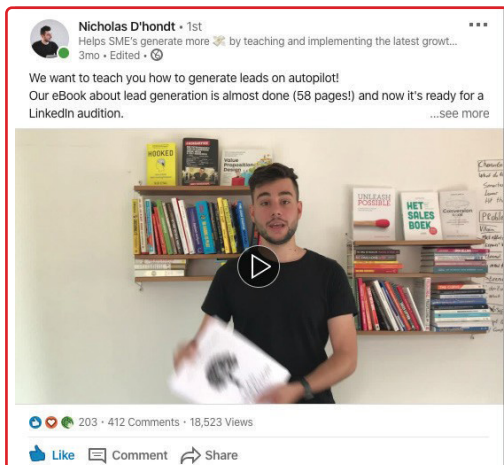 Nicholas D'hondt • 1st
Helps SME's generate more 💸 by teaching and implementing the latest growt...
3mo • Edited •
We want to teach you how to generate leads on autopilot!
Our eBook about lead generation is almost done (58 pages!) and now it's ready for a
LinkedIn audition. ...see more
HOOKED
Value
Proposition
Design
UNLEASH
POSSIBLE
HET
SALES
BOEK
Conversion
203 · 412 Comments · 18,523 Views
Like Comment Share